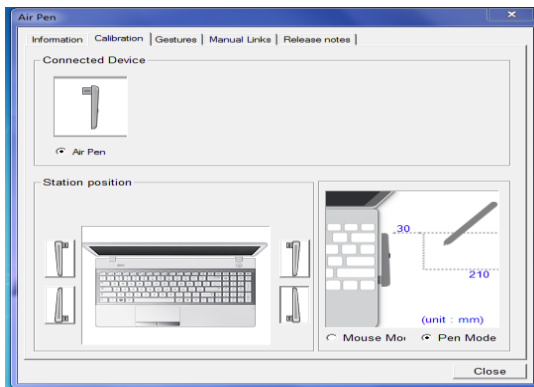 Air Pen
Information Calibration Gestures Manual Links Release notes
Connected Device
Air Pen
Station position
30
210
(unit : mm)
Mouse Mo Pen Mode
Close